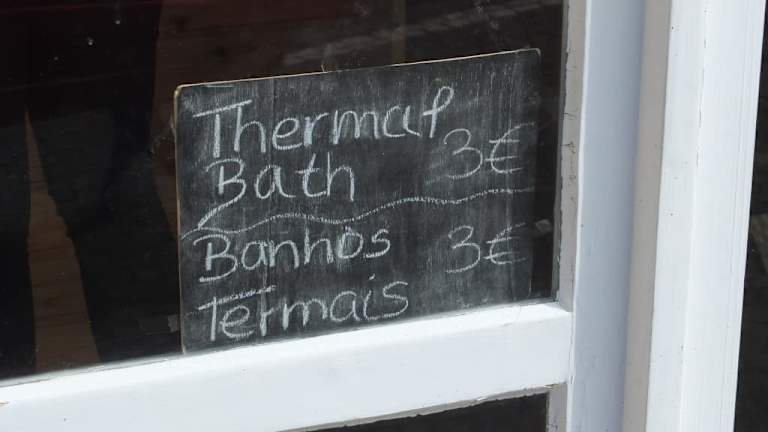 Thermal
Bath 3€
Banhos 3€
Termais